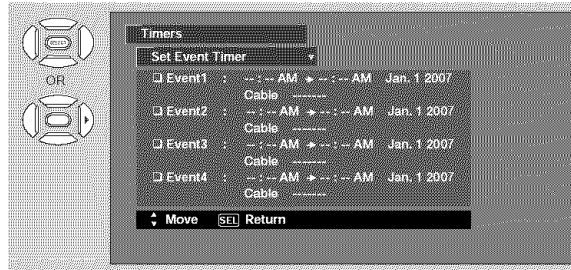 Timers
Set Event Timer ▼
SELECT
OR
❏ Event1 : -- : -- AM ➔ -- : -- AM Jan. 1 2007
Cable -------
❏ Event2 : -- : -- AM ➔ -- : -- AM Jan. 1 2007
Cable -------
❏ Event3 : -- : -- AM ➔ -- : -- AM Jan. 1 2007
Cable -------
❏ Event4 : -- : -- AM ➔ -- : -- AM Jan. 1 2007
Cable -------
Move SEL Return